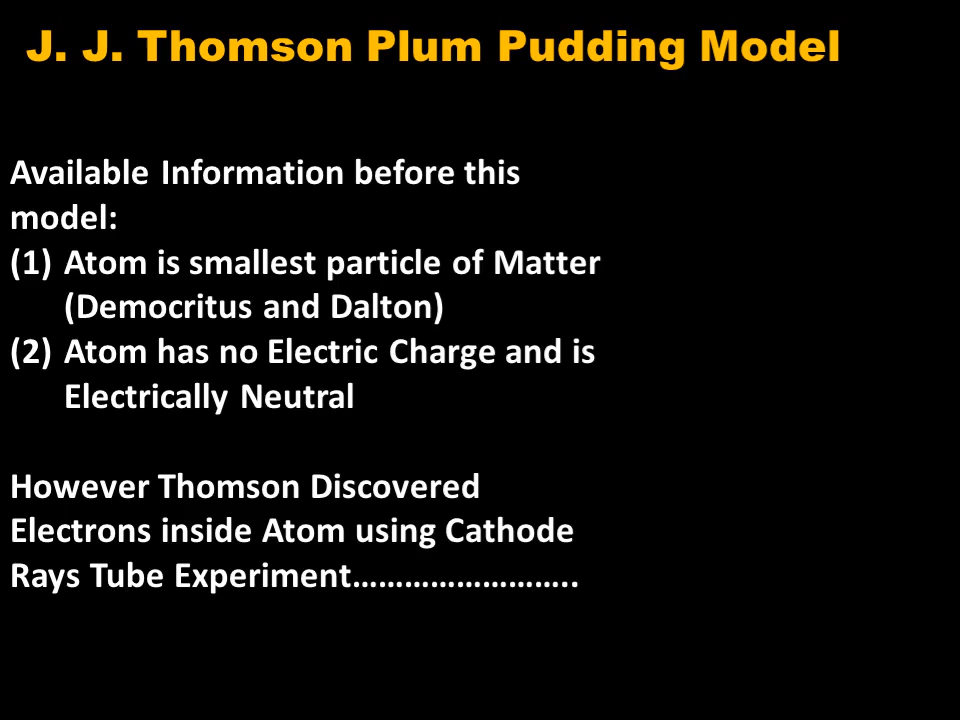 J. J. Thomson Plum Pudding Model
Available Information before this
model:
(1) Atom is smallest particle of Matter
(Democritus and Dalton)
(2) Atom has no Electric Charge and is
Electrically Neutral
However Thomson Discovered
Electrons inside Atom using Cathode
Rays Tube Experiment……………………..